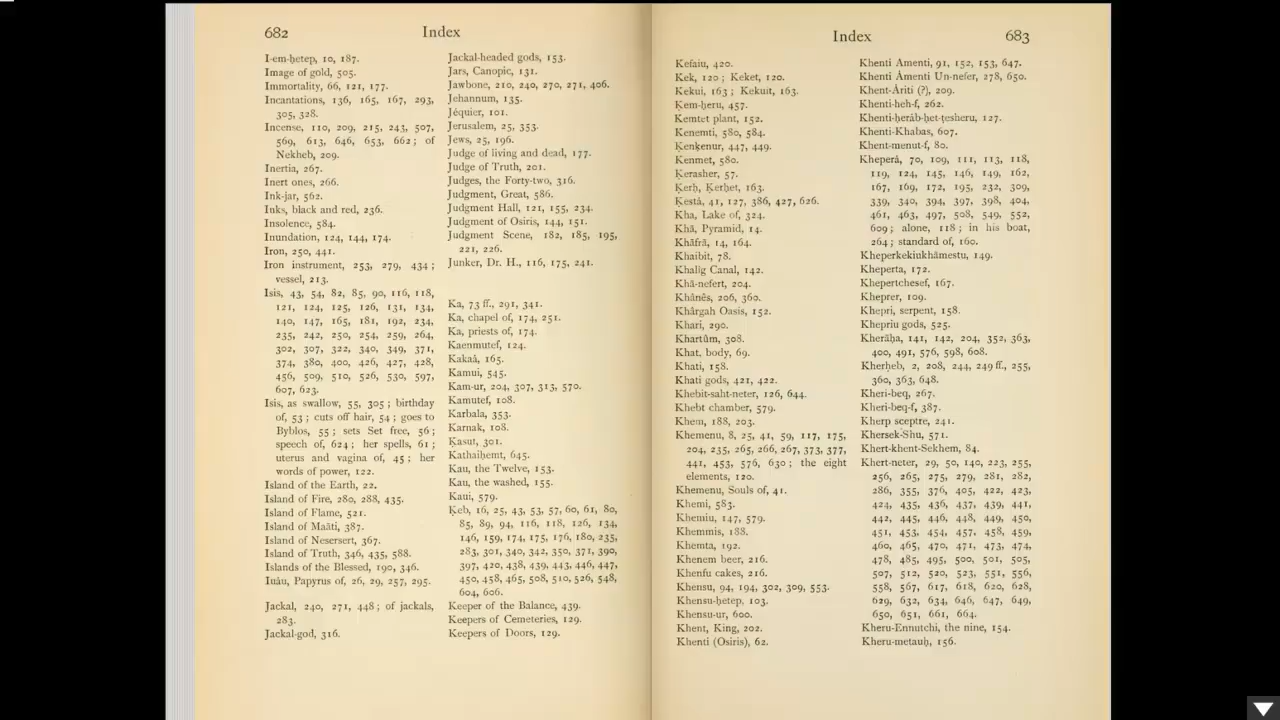 682
Index
I-em-ḥetep, 10, 187.
Image of gold, 505.
Immortality, 66, 121, 177.
Incantations, 136, 165, 167, 293,
305, 328.
Incense, 110, 209, 215, 243, 507,
569, 613, 646, 653, 662; of
Nekheb, 209.
Inertia, 267.
Inert ones, 266.
Ink-jar, 562.
Inks, black and red, 236.
Insolence, 584.
Inundation, 124, 144, 174.
Iron, 250, 441.
Iron instrument, 253, 279, 434;
vessel, 213.
Isis, 43, 54, 82, 85, 90, 116, 118,
121, 124, 125, 126, 131, 134,
140, 147, 165, 181, 192, 234,
235, 242, 250, 254, 259, 264,
302, 307, 322, 340, 349, 371,
374, 380, 400, 426, 427, 428,
456, 509, 510, 526, 530, 597,
607, 623.
Isis, as swallow, 55, 305; birthday
of, 53; cuts off hair, 54; goes to
Byblos, 55; sets Set free, 56;
speech of, 624; her spells, 61;
uterus and vagina of, 45; her
words of power, 122.
Island of the Earth, 22.
Island of Fire, 280, 288, 435.
Island of Flame, 521.
Island of Maāti, 387.
Island of Nesersert, 367.
Island of Truth, 346, 435, 588.
Islands of the Blessed, 190, 346.
Iuȧu, Papyrus of, 26, 29, 257, 295.
Jackal, 240, 271, 448; of jackals,
283.
Jackal-god, 316.
Jackal-headed gods, 153.
Jars, Canopic, 131.
Jawbone, 210, 240, 270, 271, 406.
Jehannum, 135.
Jéquier, 101.
Jerusalem, 25, 353.
Jews, 25, 196.
Judge of living and dead, 177.
Judge of Truth, 201.
Judges, the Forty-two, 316.
Judgment, Great, 586.
Judgment Hall, 121, 155, 234.
Judgment of Osiris, 144, 151.
Judgment Scene, 182, 185, 195,
221, 226.
Junker, Dr. H., 116, 175, 241.
Ka, 73 ff., 291, 341.
Ka, chapel of, 174, 251.
Ka, priests of, 174.
Kaenmutef, 124.
Kakaȧ, 165.
Kamui, 545.
Kam-ur, 204, 307, 313, 570.
Kamutef, 108.
Karbala, 353.
Karnak, 108.
Ḳasut, 301.
Kathaiḥemt, 645.
Kau, the Twelve, 153.
Kau, the washed, 155.
Kaui, 579.
Ḳeb, 16, 25, 43, 53, 57, 60, 61, 80,
85, 89, 94, 116, 118, 126, 134,
146, 159, 174, 175, 176, 180, 235,
283, 301, 340, 342, 350, 371, 390,
397, 420, 438, 439, 443, 446, 447,
450, 458, 465, 508, 510, 526, 548,
604, 606.
Keeper of the Balance, 439.
Keepers of Cemeteries, 129.
Keepers of Doors, 129.
Index
683
Kefaiu, 420.
Kek, 120; Keket, 120.
Kekui, 163; Kekuit, 163.
Ḳem-ḥeru, 457.
Kemtet plant, 152.
Kenemti, 580, 584.
Ḳenḳenur, 447, 449.
Kenmet, 580.
Ḳerasher, 57.
Ḳerḥ, Ḳerḥet, 163.
Ḳestȧ, 41, 127, 386, 427, 626.
Kha, Lake of, 324.
Khā, Pyramid, 14.
Khāfrā, 14, 164.
Khaibit, 78.
Khalīg Canal, 142.
Khā-nefert, 204.
Khânês, 206, 360.
Khârgah Oasis, 152.
Khari, 290.
Khartûm, 308.
Khat, body, 69.
Khati, 158.
Khati gods, 421, 422.
Khebit-saht-neter, 126, 644.
Khebt chamber, 579.
Khem, 188, 203.
Khemenu, 8, 25, 41, 59, 117, 175,
204, 235, 265, 266, 267, 373, 377,
441, 453, 576, 630; the eight
elements, 120.
Khemenu, Souls of, 41.
Khemi, 583.
Khemiu, 147, 579.
Khemmis, 188.
Khemta, 192.
Khenem beer, 216.
Khenfu cakes, 216.
Khensu, 94, 194, 302, 309, 553.
Khensu-ḥetep, 103.
Khensu-ur, 600.
Khent, King, 202.
Khenti (Osiris), 62.
Khenti Amenti, 91, 152, 153, 647.
Khenti Ȧmenti Un-nefer, 278, 650.
Khent-Ȧriti (?), 209.
Khenti-heh-f, 262.
Khenti-ḥerȧb-ḥet-ṭesheru, 127.
Khenti-Khabas, 607.
Khent-menut-f, 80.
Kheperȧ, 70, 109, 111, 113, 118,
119, 124, 145, 146, 149, 162,
167, 169, 172, 195, 232, 309,
339, 340, 394, 397, 398, 404,
461, 463, 497, 508, 549, 552,
609; alone, 118; in his boat,
264; standard of, 160.
Kheperkekiukhāmestu, 149.
Kheperta, 172.
Khepertchesef, 167.
Kheprer, 109.
Khepri, serpent, 158.
Khepriu gods, 525.
Kherāḥa, 141, 142, 204, 352, 363,
400, 491, 576, 598, 608.
Kherḥeb, 2, 208, 244, 249 ff., 255,
360, 363, 648.
Kheri-beq, 267.
Kheri-beq-f, 387.
Kherp sceptre, 241.
Khersek-Shu, 571.
Khert-khent-Sekhem, 84.
Khert-neter, 29, 50, 140, 223, 255,
256, 265, 275, 279, 281, 282,
286, 355, 376, 405, 422, 423,
424, 435, 436, 437, 439, 441,
442, 445, 446, 448, 449, 450,
451, 453, 454, 457, 458, 459,
460, 465, 470, 471, 473, 474,
478, 485, 495, 500, 501, 505,
507, 512, 520, 523, 551, 556,
558, 567, 617, 618, 620, 628,
629, 632, 634, 646, 647, 649,
650, 651, 661, 664.
Kheru-Ennutchi, the nine, 154.
Kheru-metauḥ, 156.